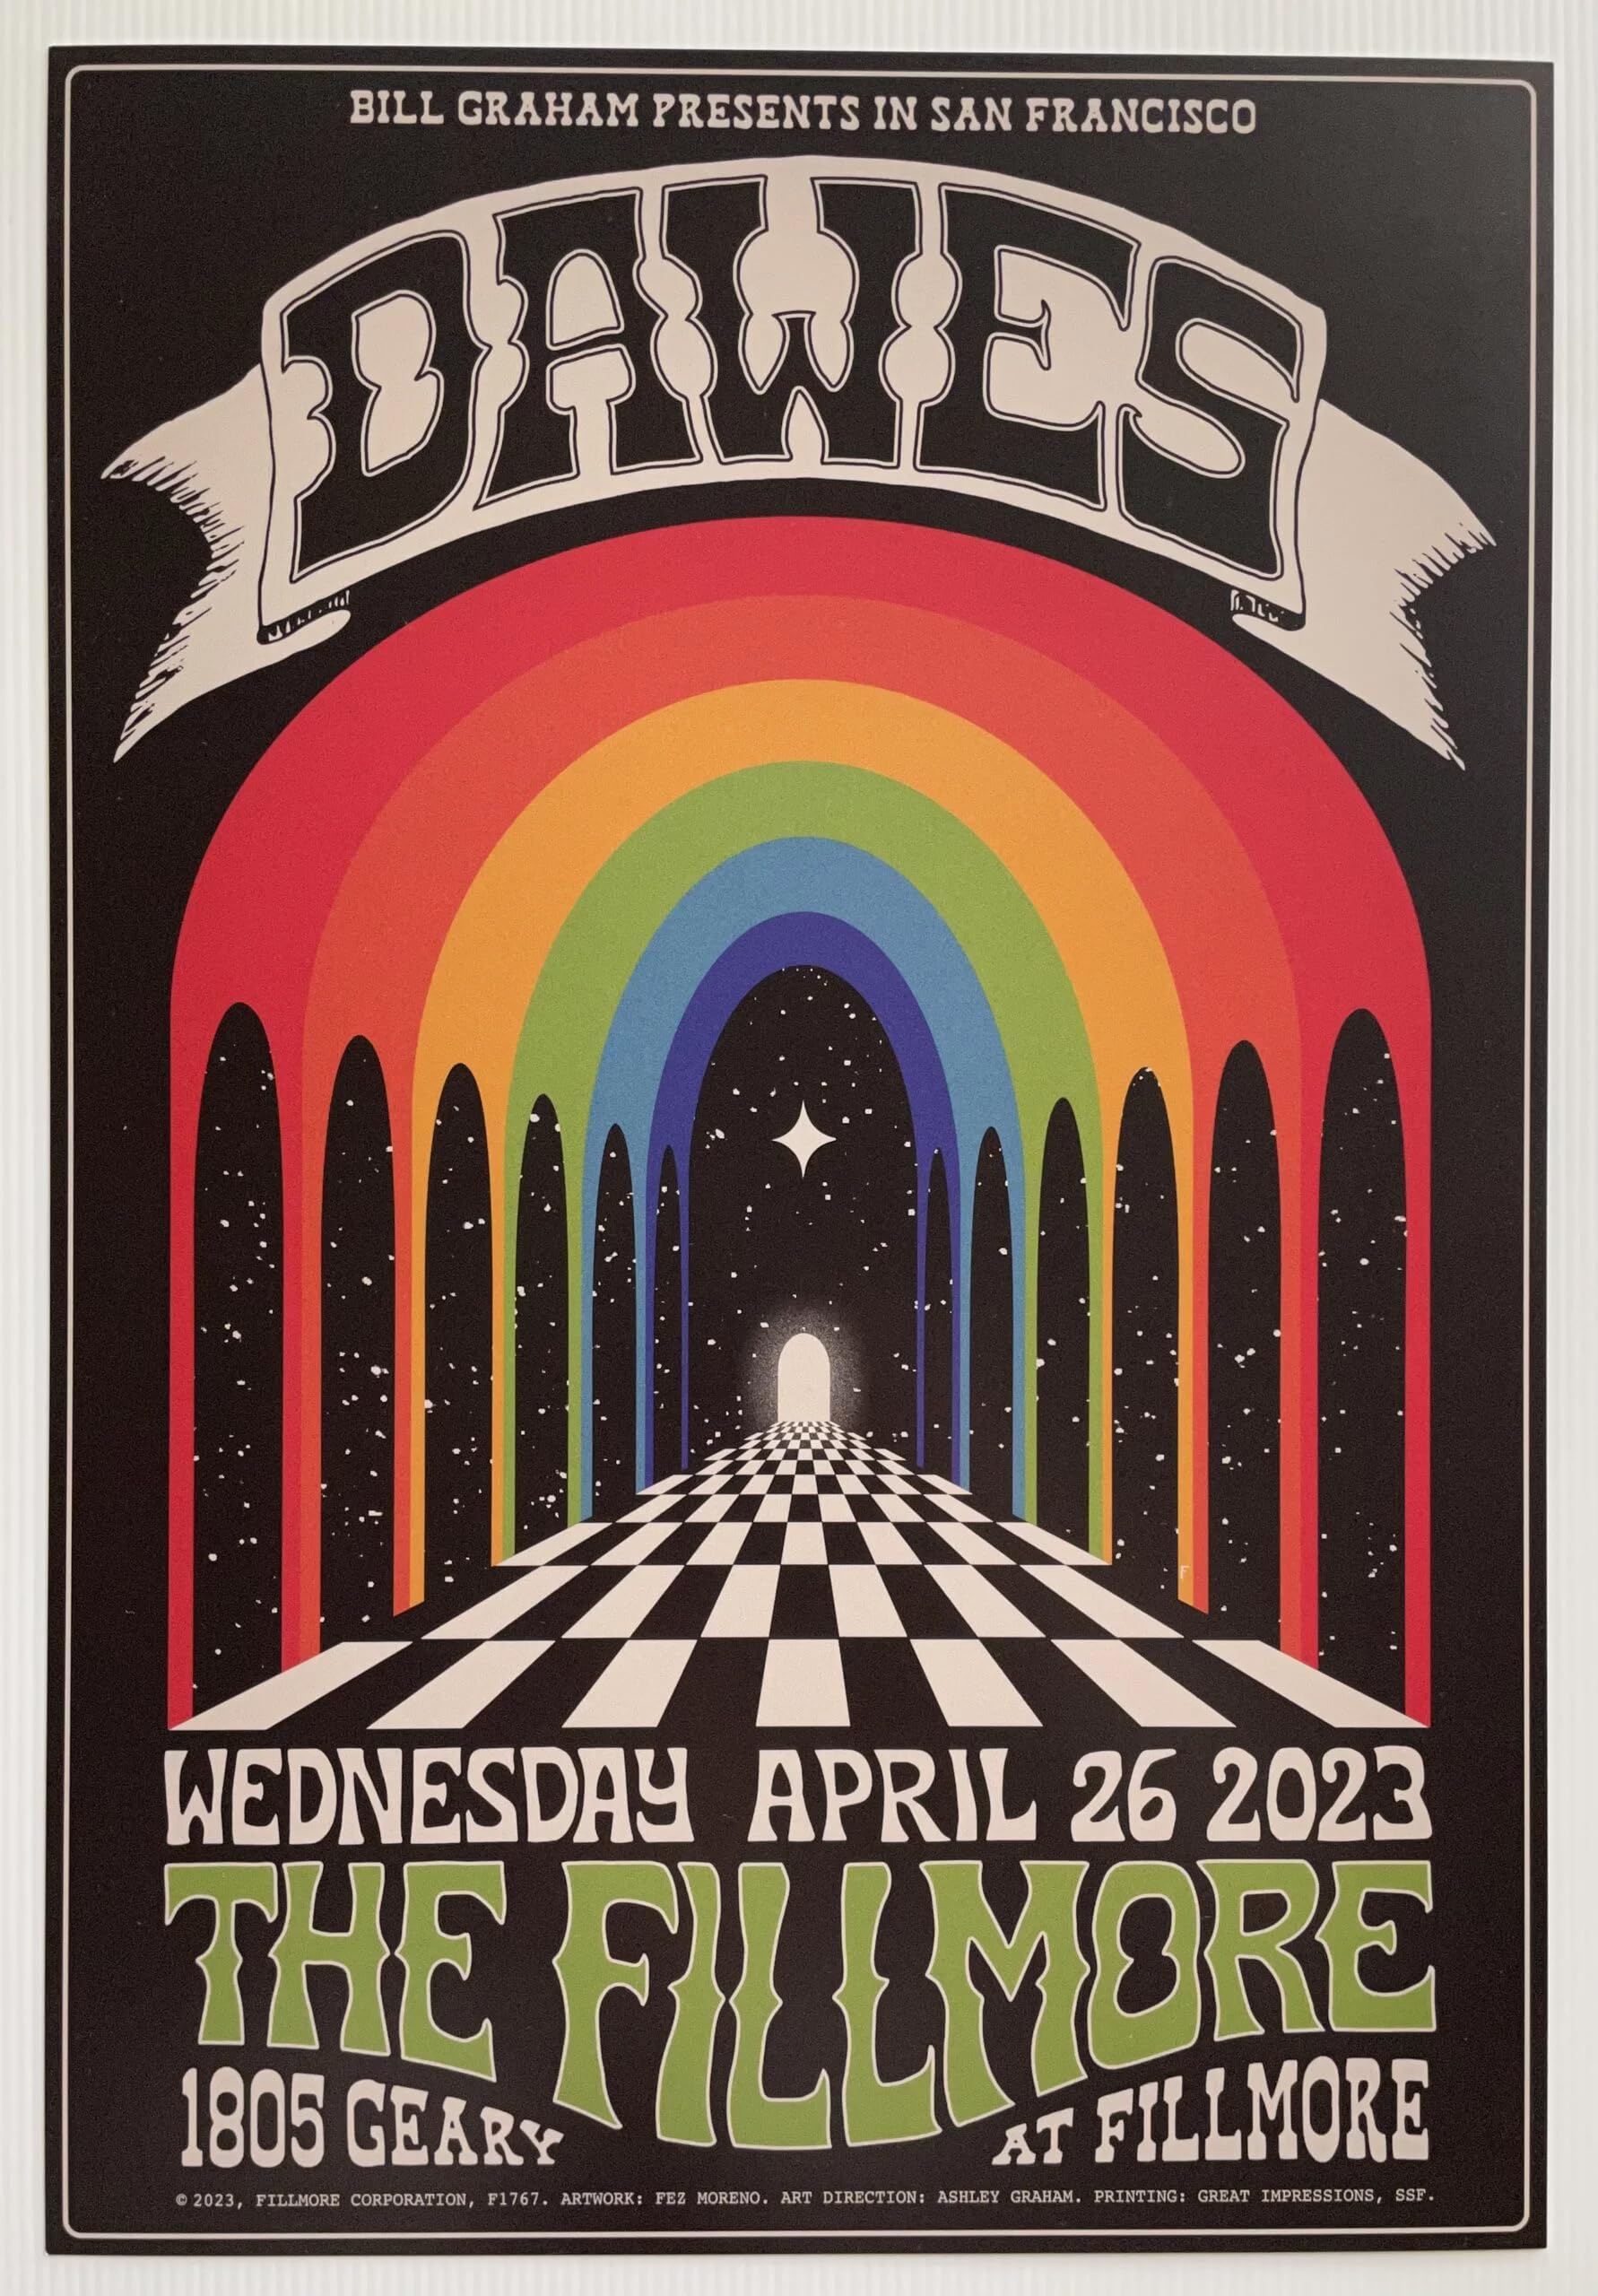 BILL GRAHAM PRESENTS IN SAN FRANCISCO
DAWES
F
WEDNESDAY APRIL 26 2023
THE FILLMORE
1805 GEARY AT FILLMORE
©2023, FILLMORE CORPORATION, F1767. ARTWORK: FEZ MORENO. ART DIRECTION: ASHLEY GRAHAM. PRINTING: GREAT IMPRESSIONS, SSF.